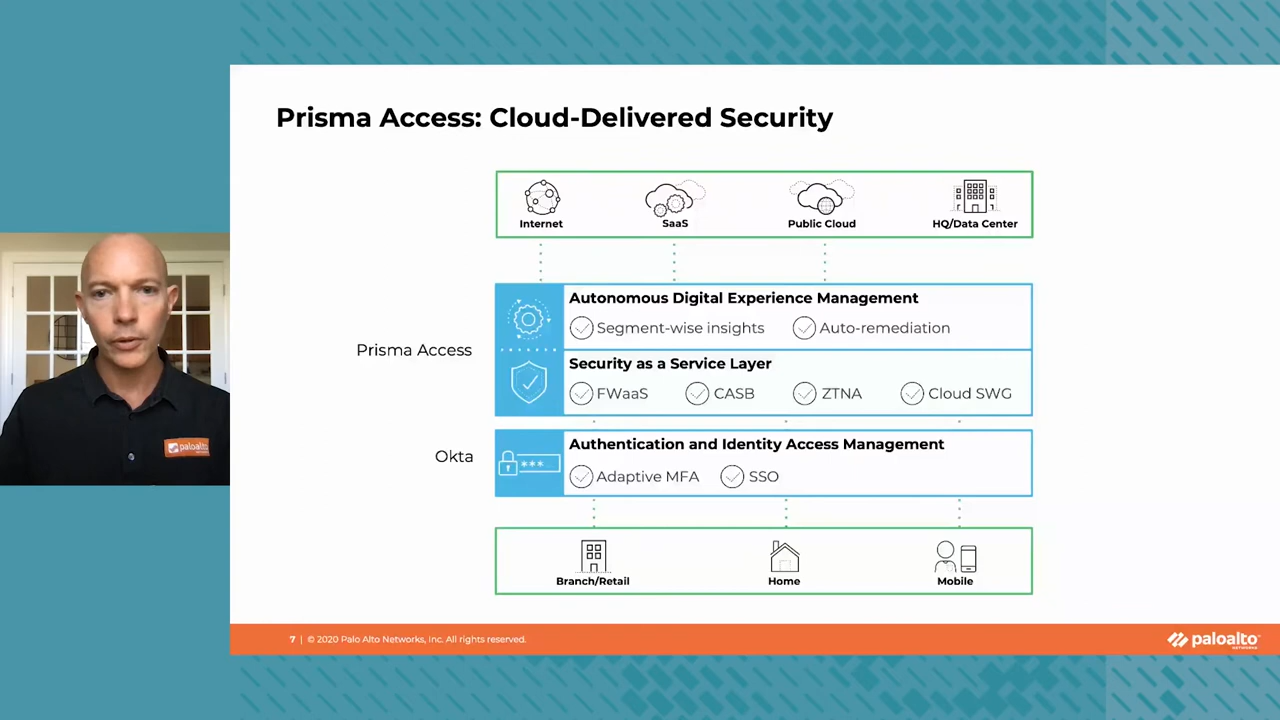 Prisma Access: Cloud-Delivered Security
Internet
SaaS
Public Cloud
HQ/Data Center
Prisma Access
Autonomous Digital Experience Management
Segment-wise insights
Auto-remediation
Security as a Service Layer
FWaaS
CASB
ZTNA
Cloud SWG
Okta
***
Authentication and Identity Access Management
Adaptive MFA
SSO
Branch/Retail
Home
Mobile
paloalto
7 | © 2020 Palo Alto Networks, Inc. All rights reserved.
paloalto
NETWORKS